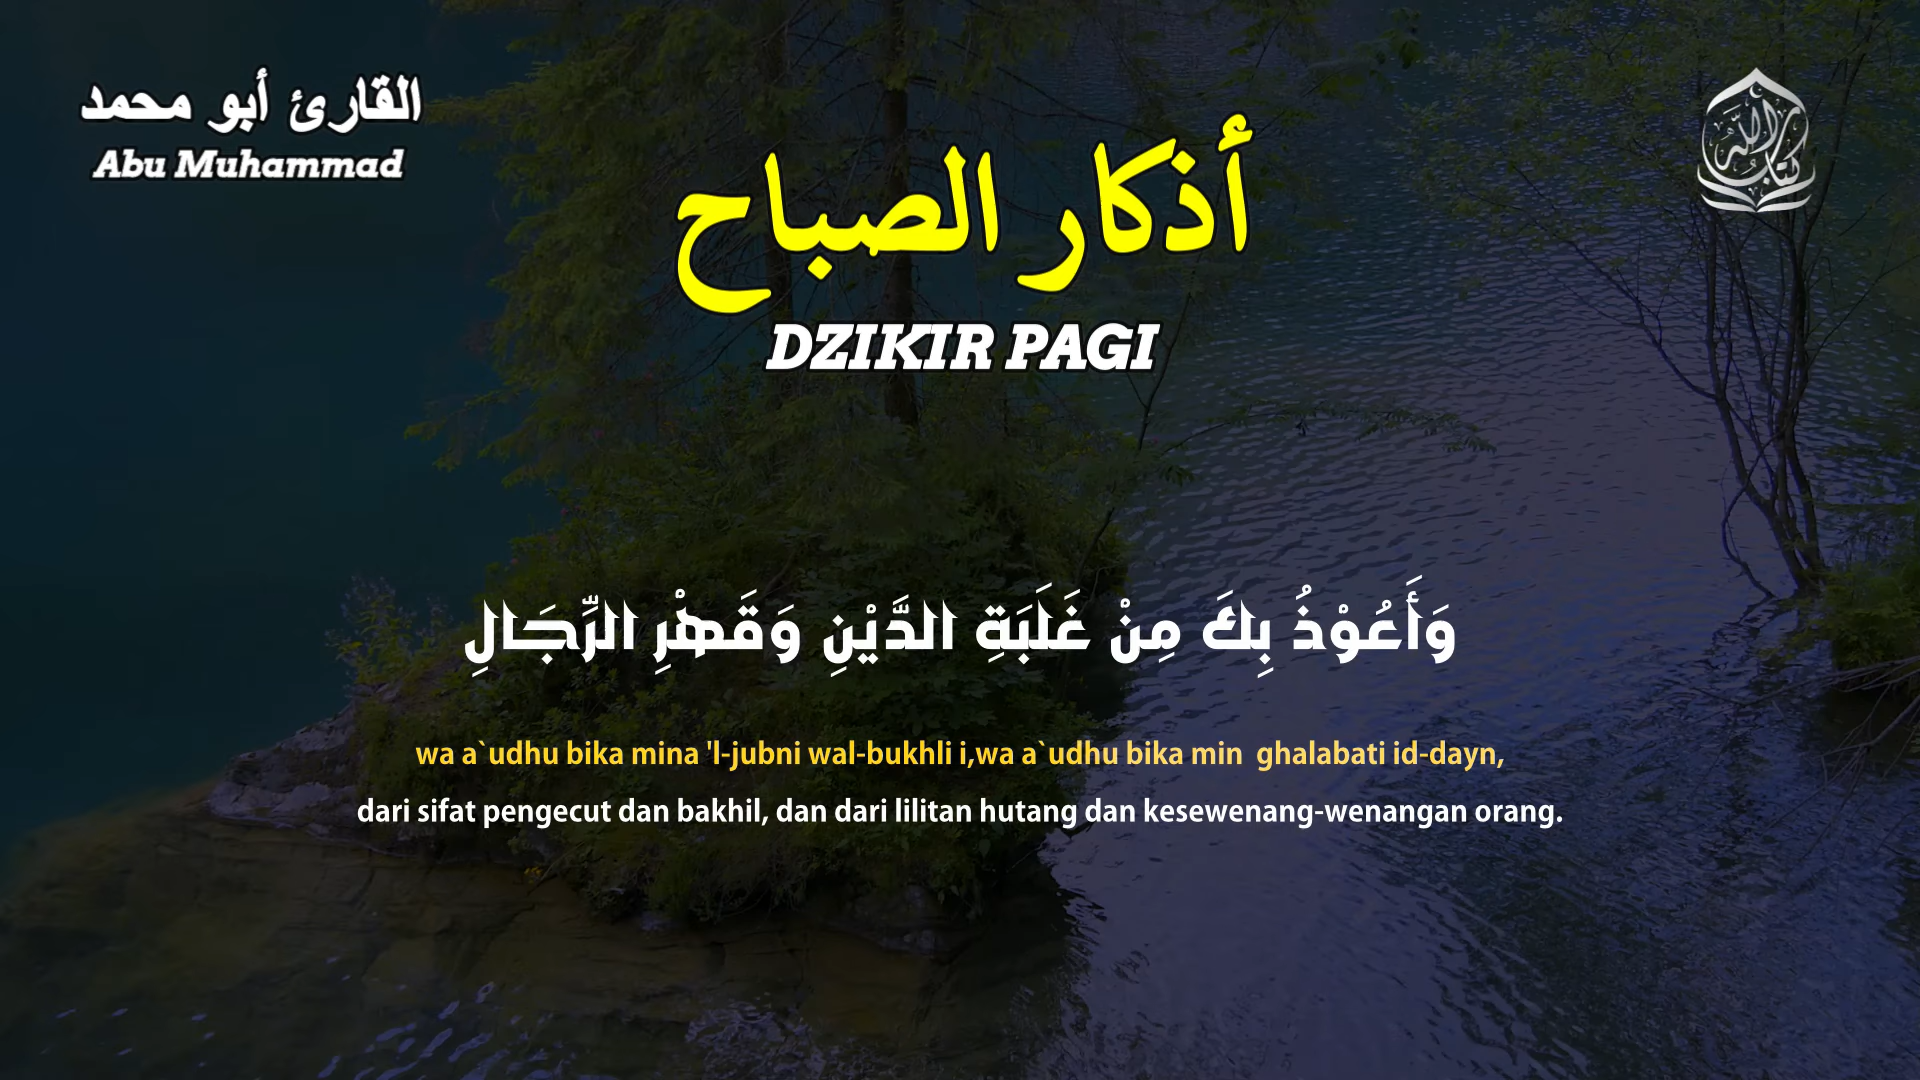 القارئ أبو محمد
Abu Muhammad
كتاب الله
أذكار الصباح
DZIKIR PAGI
وَأَعُوْذُ بِكَ مِنْ غَلَبَةِ الدَّيْنِ وَقَهْرِ الرِّجَالِ
wa a`udhu bika mina 'l-jubni wal-bukhli i,wa a`udhu bika min  ghalabati id-dayn,
dari sifat pengecut dan bakhil, dan dari lilitan hutang dan kesewenang-wenangan orang.